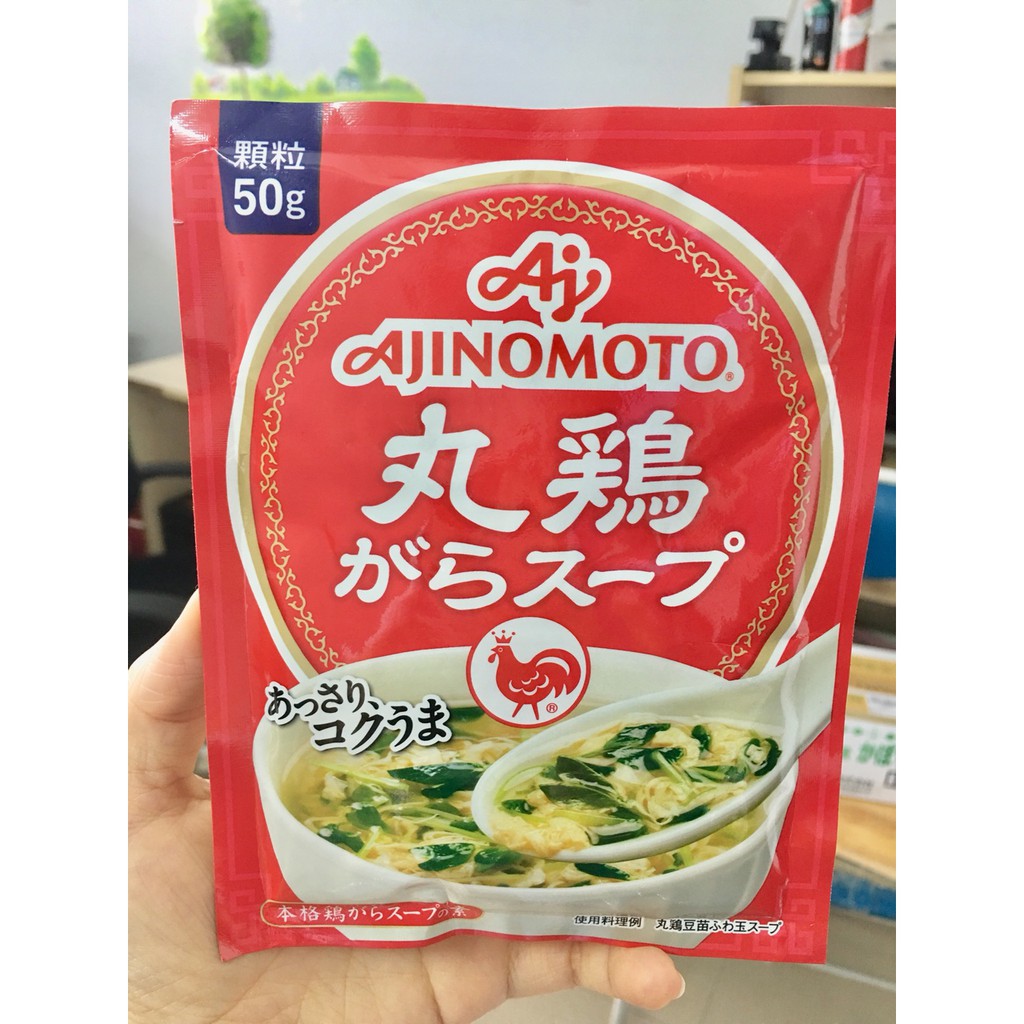 顆粒
50g
Aj
AJINOMOTO®
丸鶏
がらスープ
®
あっさり、
コクうま
本格鶏がらスープの素
使用料理例 丸鶏豆苗ふわ玉スープ